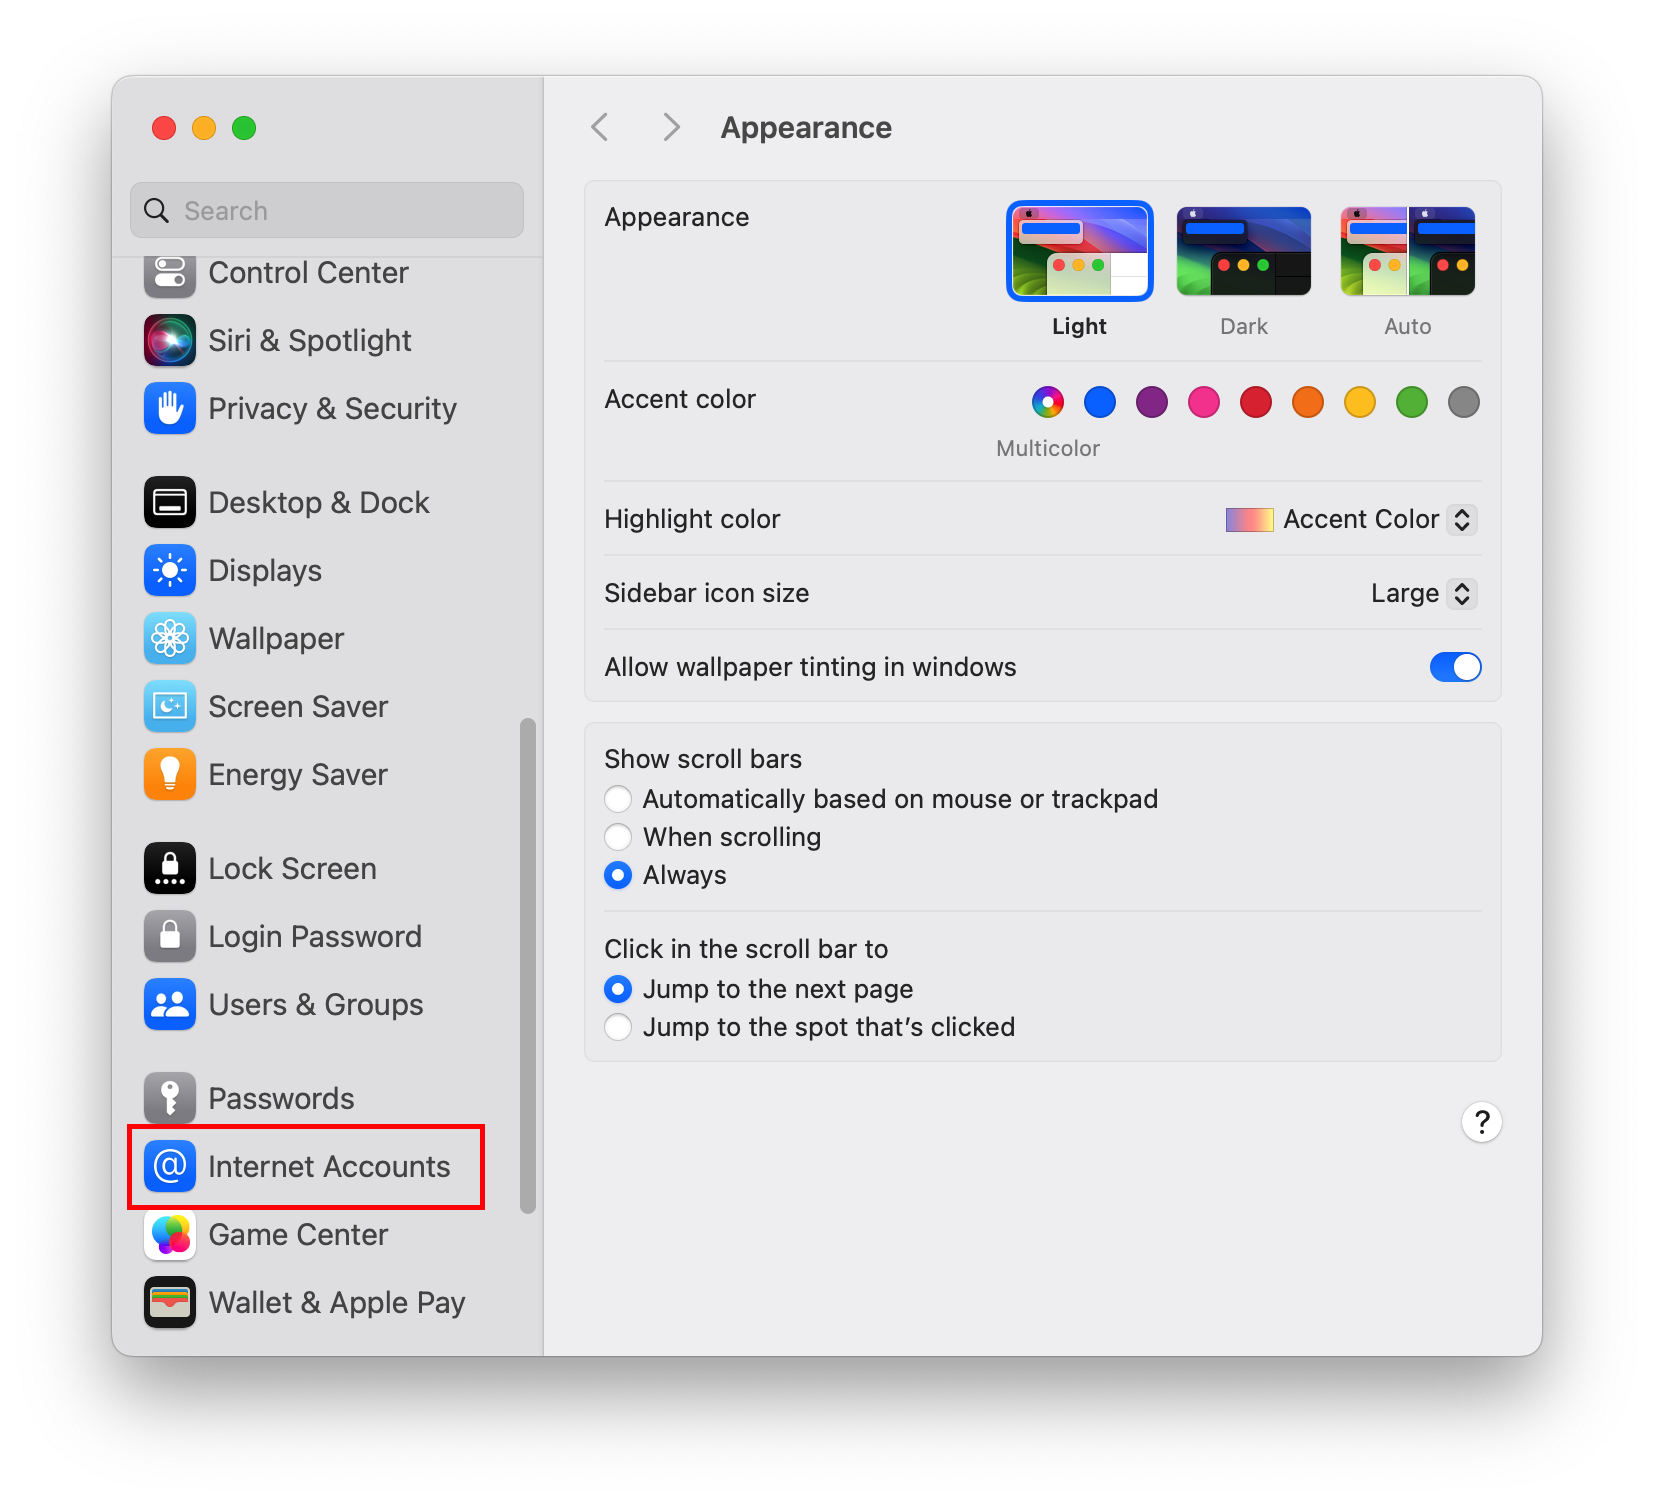 Search
Control Center
Siri & Spotlight
Privacy & Security
Desktop & Dock
Displays
Wallpaper
Screen Saver
Energy Saver
Lock Screen
Login Password
Users & Groups
Passwords
@ Internet Accounts
Game Center
Wallet & Apple Pay
Appearance
Appearance
Light
Dark
Auto
Accent color
Multicolor
Highlight color
Accent Color
Sidebar icon size
Large
Allow wallpaper tinting in windows
Show scroll bars
Automatically based on mouse or trackpad
When scrolling
Always
Click in the scroll bar to
Jump to the next page
Jump to the spot that’s clicked
?